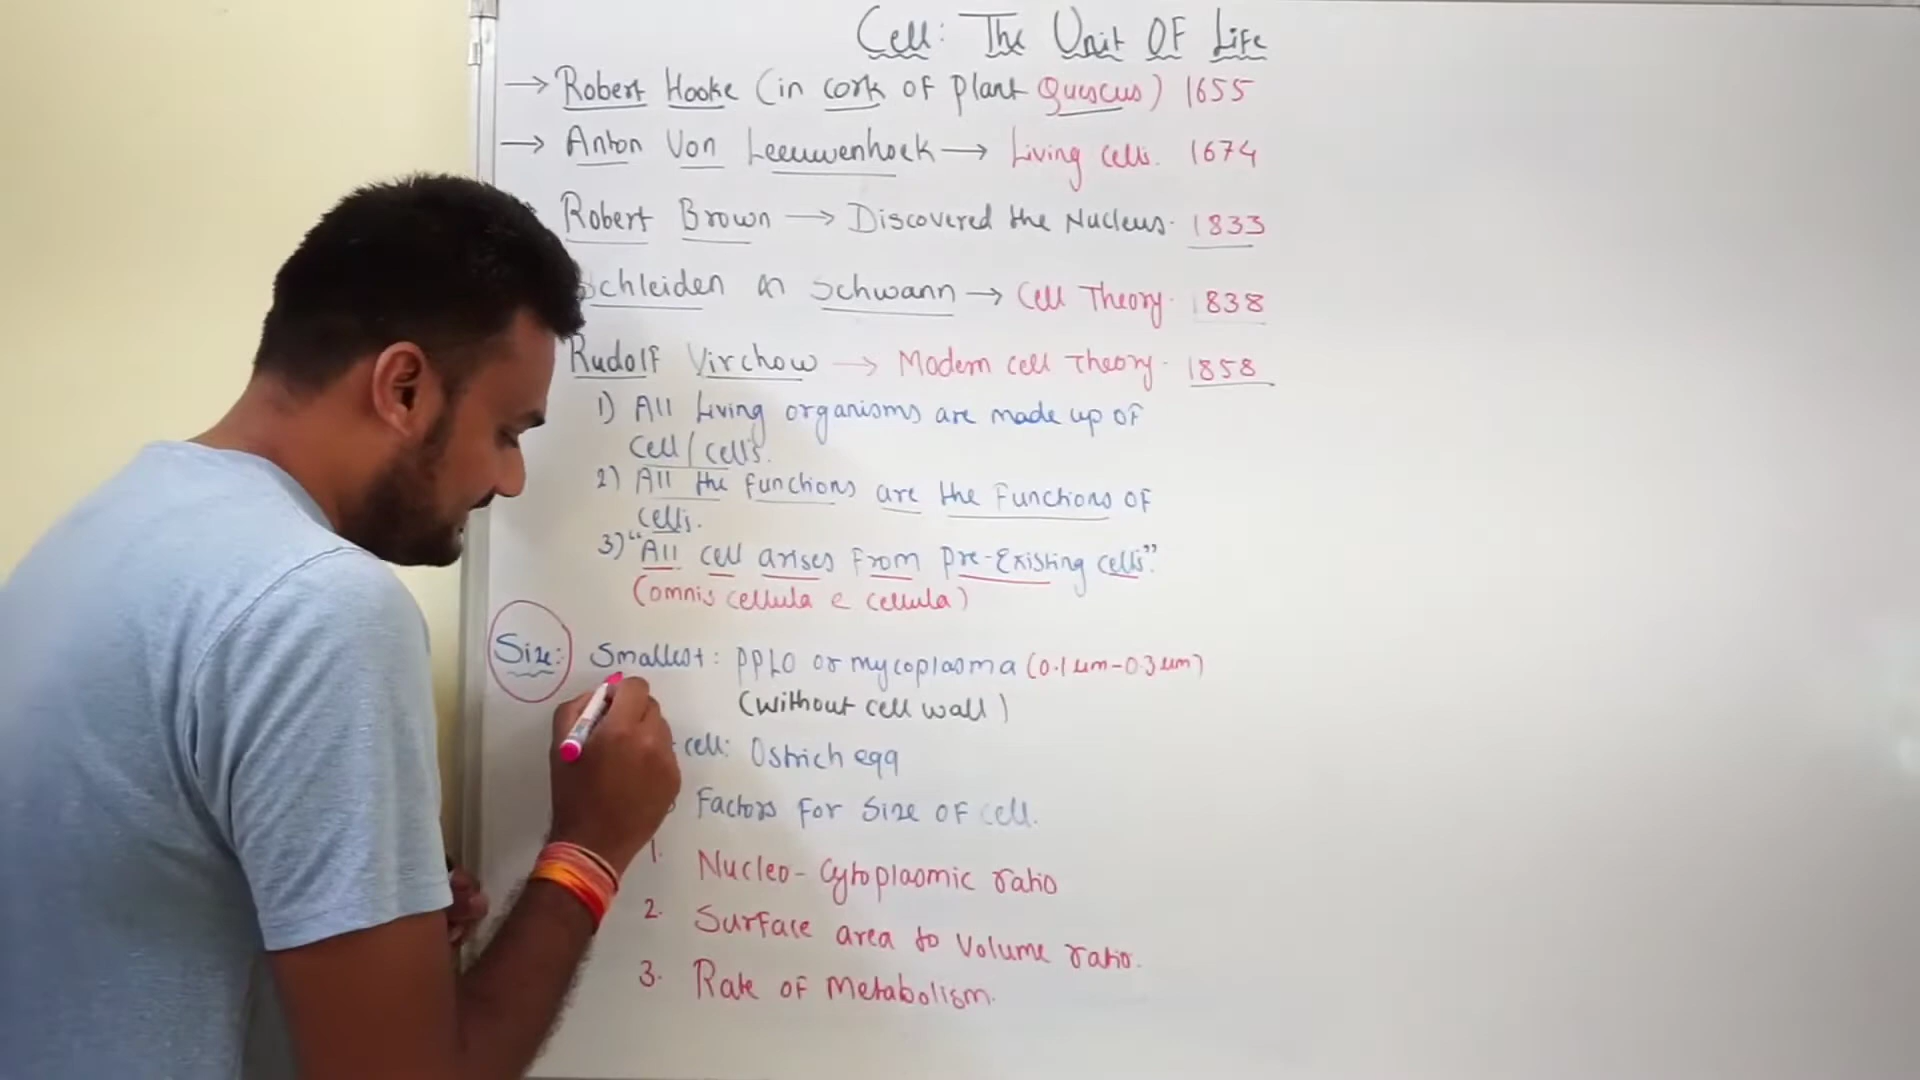 Cell: The Unit Of Life
→ Robert Hooke (in cork of plant Quescus) 1655
→ Anton Von Leeuwenhoek → Living cells. 1674
Robert Brown → Discovered the Nucleus. 1833
Schleiden n Schwann → Cell Theory. 1838
Rudolf Virchow → Modern cell Theory. 1858
1) All living organisms are made up of
cell/cells.
2) All the functions are the functions of
cells.
3) "All cell arises from pre-Existing cells".
(omnis cellula e cellula)
Size: Smallest: PPLO or mycoplasma (0.1 um-0.3 um)
(without cell wall)
cell: Ostrich egg
Factors for Size of cell.
1. Nucleo-Cytoplasmic ratio
2. Surface area to Volume ratio.
3. Rate of Metabolism.